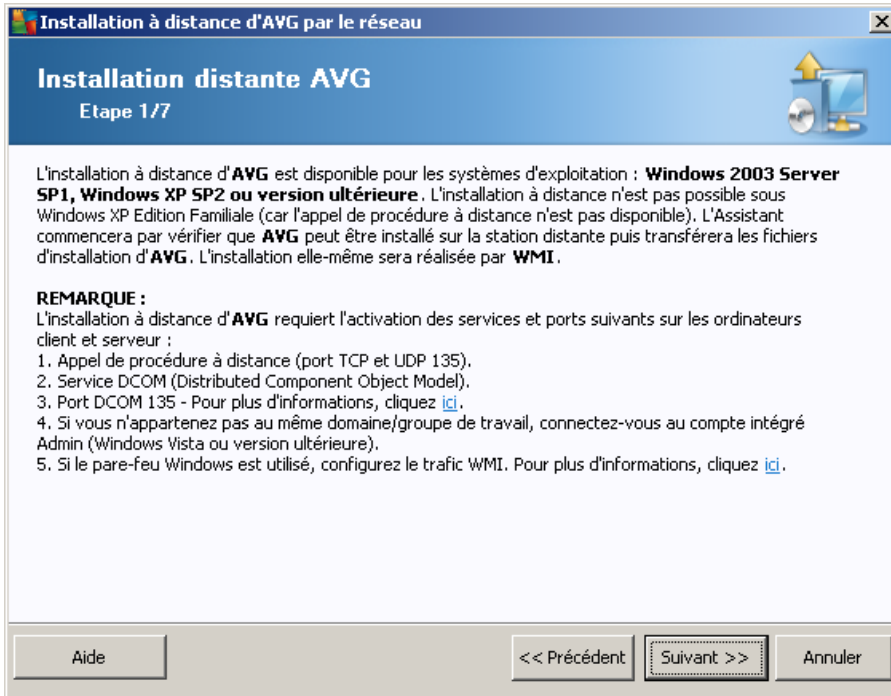 Installation à distance d'AVG par le réseau
Installation distante AVG
Etape 1/7
L'installation à distance d'AVG est disponible pour les systèmes d'exploitation : Windows 2003 Server
SP1, Windows XP SP2 ou version ultérieure. L'installation à distance n'est pas possible sous
Windows XP Edition Familiale (car l'appel de procédure à distance n'est pas disponible). L'Assistant
commencera par vérifier que AVG peut être installé sur la station distante puis transférera les fichiers
d'installation d'AVG. L'installation elle-même sera réalisée par WMI.
REMARQUE :
L'installation à distance d'AVG requiert l'activation des services et ports suivants sur les ordinateurs
client et serveur :
1. Appel de procédure à distance (port TCP et UDP 135).
2. Service DCOM (Distributed Component Object Model).
3. Port DCOM 135 - Pour plus d'informations, cliquez ici.
4. Si vous n'appartenez pas au même domaine/groupe de travail, connectez-vous au compte intégré
Admin (Windows Vista ou version ultérieure).
5. Si le pare-feu Windows est utilisé, configurez le trafic WMI. Pour plus d'informations, cliquez ici.
Aide
<< Précédent
Suivant >>
Annuler